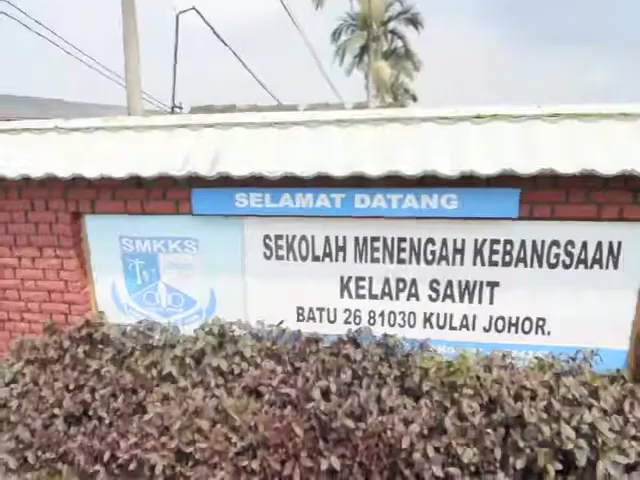 SELAMAT DATANG
SMKKS
SEKOLAH MENENGAH KEBANGSAAN
KELAPA SAWIT
BATU 26 81030 KULAI JOHOR.